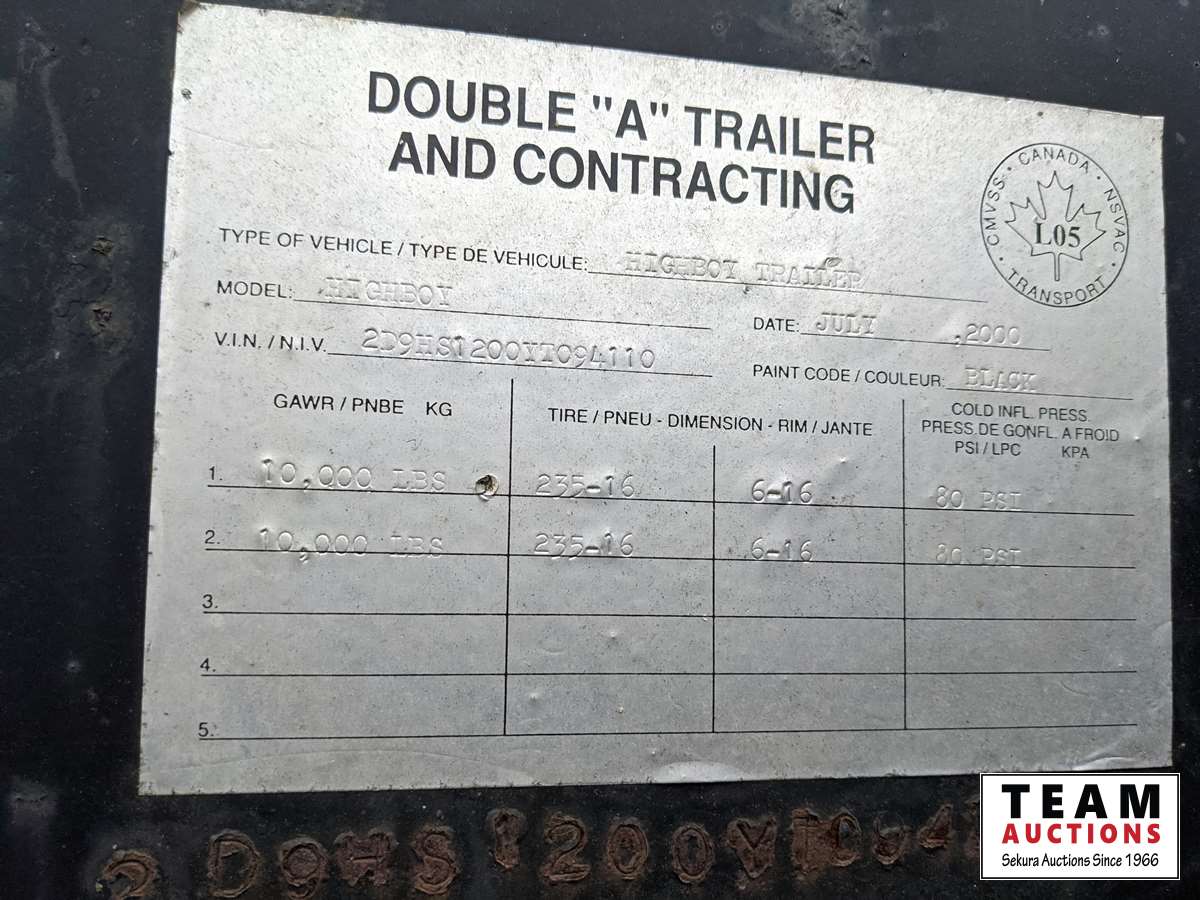 DOUBLE "A" TRAILER
AND CONTRACTING
CMVSS · CANADA · NSVAC · TRANSPORT ·
L05
TYPE OF VEHICLE / TYPE DE VEHICULE: HIGHBOY TRAILER
MODEL: HIGHBOY
DATE: JULY ,2000
V.I.N. / N.I.V. 2D9HS1200YT094110
PAINT CODE / COULEUR: BLACK
GAWR / PNBE KG
TIRE / PNEU - DIMENSION - RIM / JANTE
COLD INFL. PRESS.
PRESS. DE GONFL. A FROID
PSI / LPC KPA
1. 10,000 LBS 235-16 6-16 80 PSI
2. 10,000 LBS 235-16 6-16 80 PSI
3.
4.
5.
2D9HS1200YT094
TEAM
AUCTIONS
Sekura Auctions Since 1966